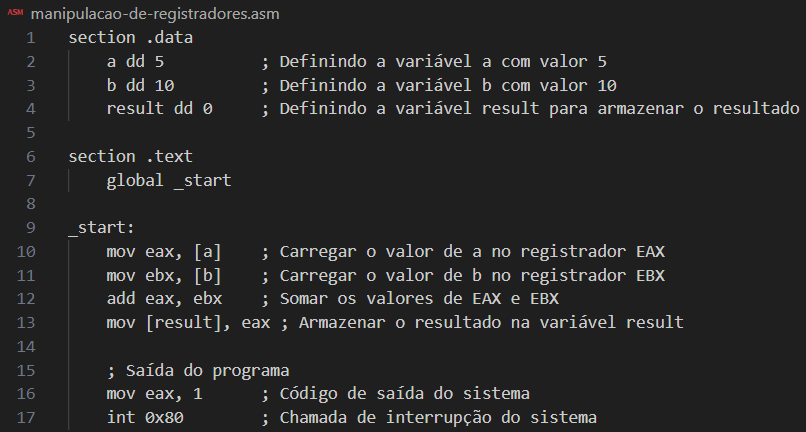 ASM manipulacao-de-registradores.asm
1 section .data
2 a dd 5 ; Definindo a variável a com valor 5
3 b dd 10 ; Definindo a variável b com valor 10
4 result dd 0 ; Definindo a variável result para armazenar o resultado
5
6 section .text
7 global _start
8
9 _start:
10 mov eax, [a] ; Carregar o valor de a no registrador EAX
11 mov ebx, [b] ; Carregar o valor de b no registrador EBX
12 add eax, ebx ; Somar os valores de EAX e EBX
13 mov [result], eax ; Armazenar o resultado na variável result
14
15 ; Saída do programa
16 mov eax, 1 ; Código de saída do sistema
17 int 0x80 ; Chamada de interrupção do sistema